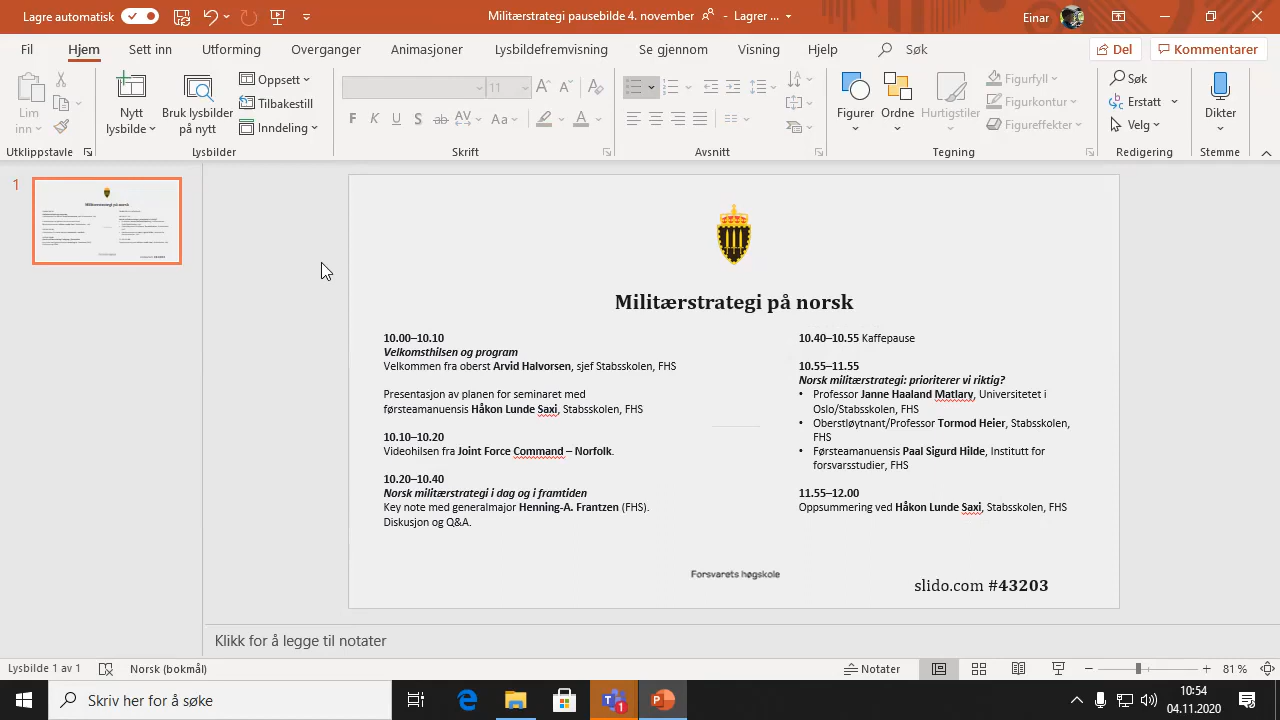 Lagre automatisk
Militærstrategi pausebilde 4. november - Lagrer ...
Einar
Fil Hjem Sett inn Utforming Overganger Animasjoner Lysbildefremvisning Se gjennom Visning Hjelp Søk Del Kommentarer
Lim inn
Utklippstavle
Nytt lysbilde
Bruk lysbilder på nytt
Oppsett
Tilbakestill
Inndeling
Lysbilder
11
F K U S ab AV Aa A
Skrift
Avsnitt
Figurer
Ordne
Hurtigstiler
Figurfyll
Figurkontur
Figureffekter
Tegning
Søk
Erstatt
Velg
Redigering
Dikter
Stemme
1
Militærstrategi på norsk
10.00–10.10
Velkomsthilsen og program
Velkommen fra oberst Arvid Halvorsen, sjef Stabsskolen, FHS
Presentasjon av planen for seminaret med
førsteamanuensis Håkon Lunde Saxi, Stabsskolen, FHS
10.10–10.20
Videohilsen fra Joint Force Command – Norfolk.
10.20–10.40
Norsk militærstrategi i dag og i framtiden
Key note med generalmajor Henning-A. Frantzen (FHS).
Diskusjon og Q&A.
10.40–10.55 Kaffepause
10.55–11.55
Norsk militærstrategi: prioriterer vi riktig?
• Professor Janne Haaland Matlary, Universitetet i
Oslo/Stabsskolen, FHS
• Oberstløytnant/Professor Tormod Heier, Stabsskolen,
FHS
• Førsteamanuensis Paal Sigurd Hilde, Institutt for
forsvarsstudier, FHS
11.55–12.00
Oppsummering ved Håkon Lunde Saxi, Stabsskolen, FHS
Forsvarets høgskole
slido.com #43203
Klikk for å legge til notater
Lysbilde 1 av 1 Norsk (bokmål) Notater 81 %
Skriv her for å søke
1
10:54
04.11.2020